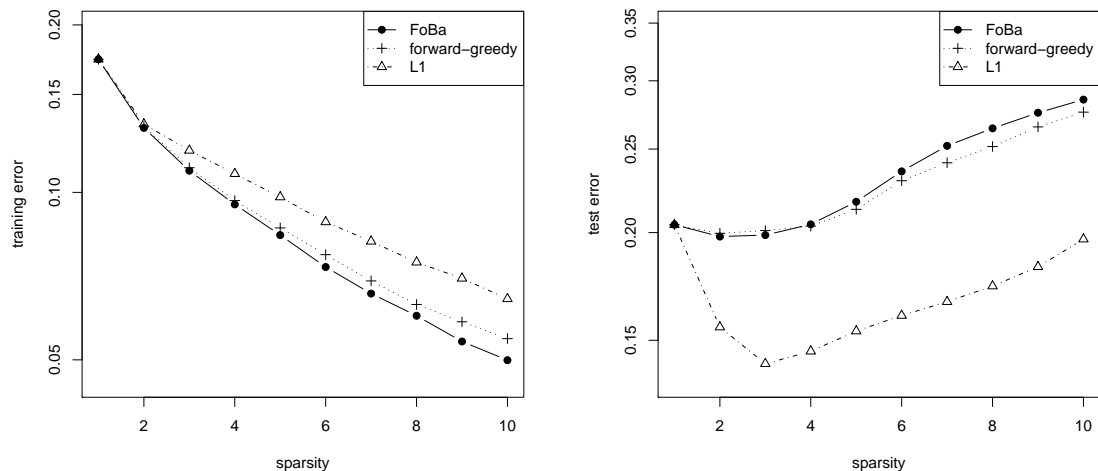 FoBa
forward−greedy
L1
training error
0.20
0.15
0.10
0.05
2 4 6 8 10
sparsity
FoBa
forward−greedy
L1
test error
0.35
0.30
0.25
0.20
0.15
2 4 6 8 10
sparsity